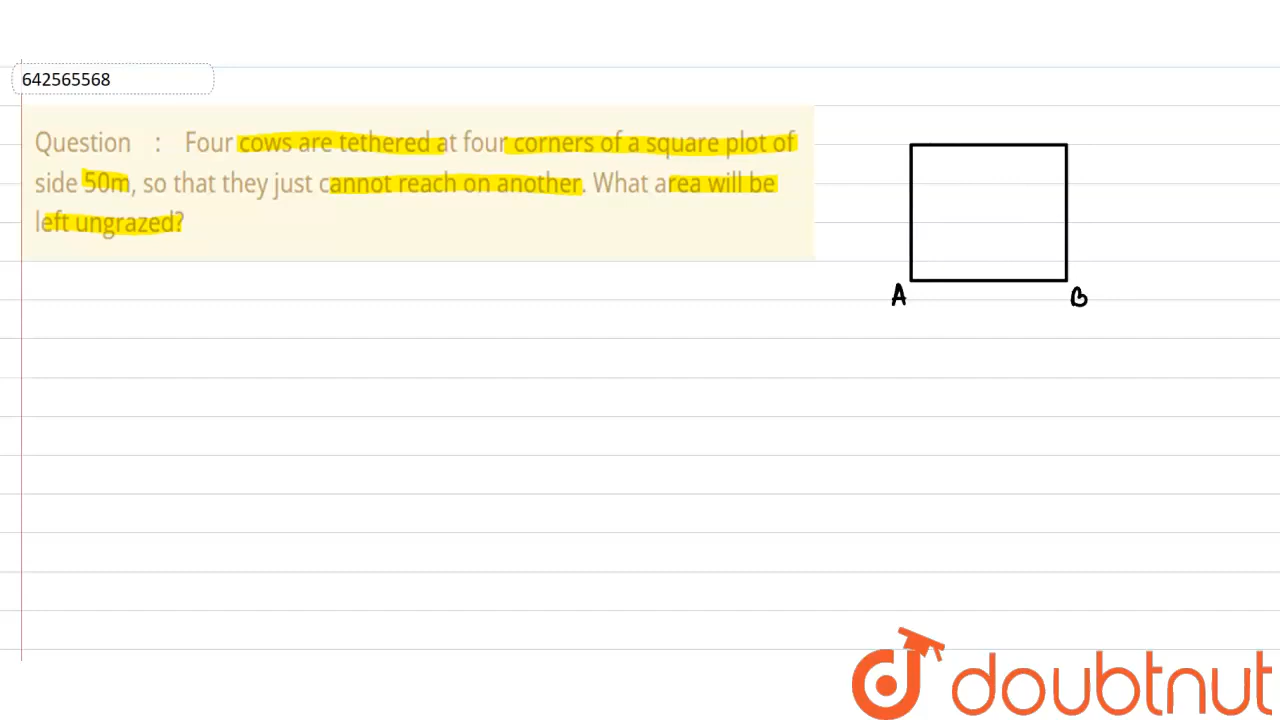 642565568
Question : Four cows are tethered at four corners of a square plot of
side 50m, so that they just cannot reach on another. What area will be
left ungrazed?
A
B
doubtnut